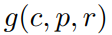 g(c, p, r)